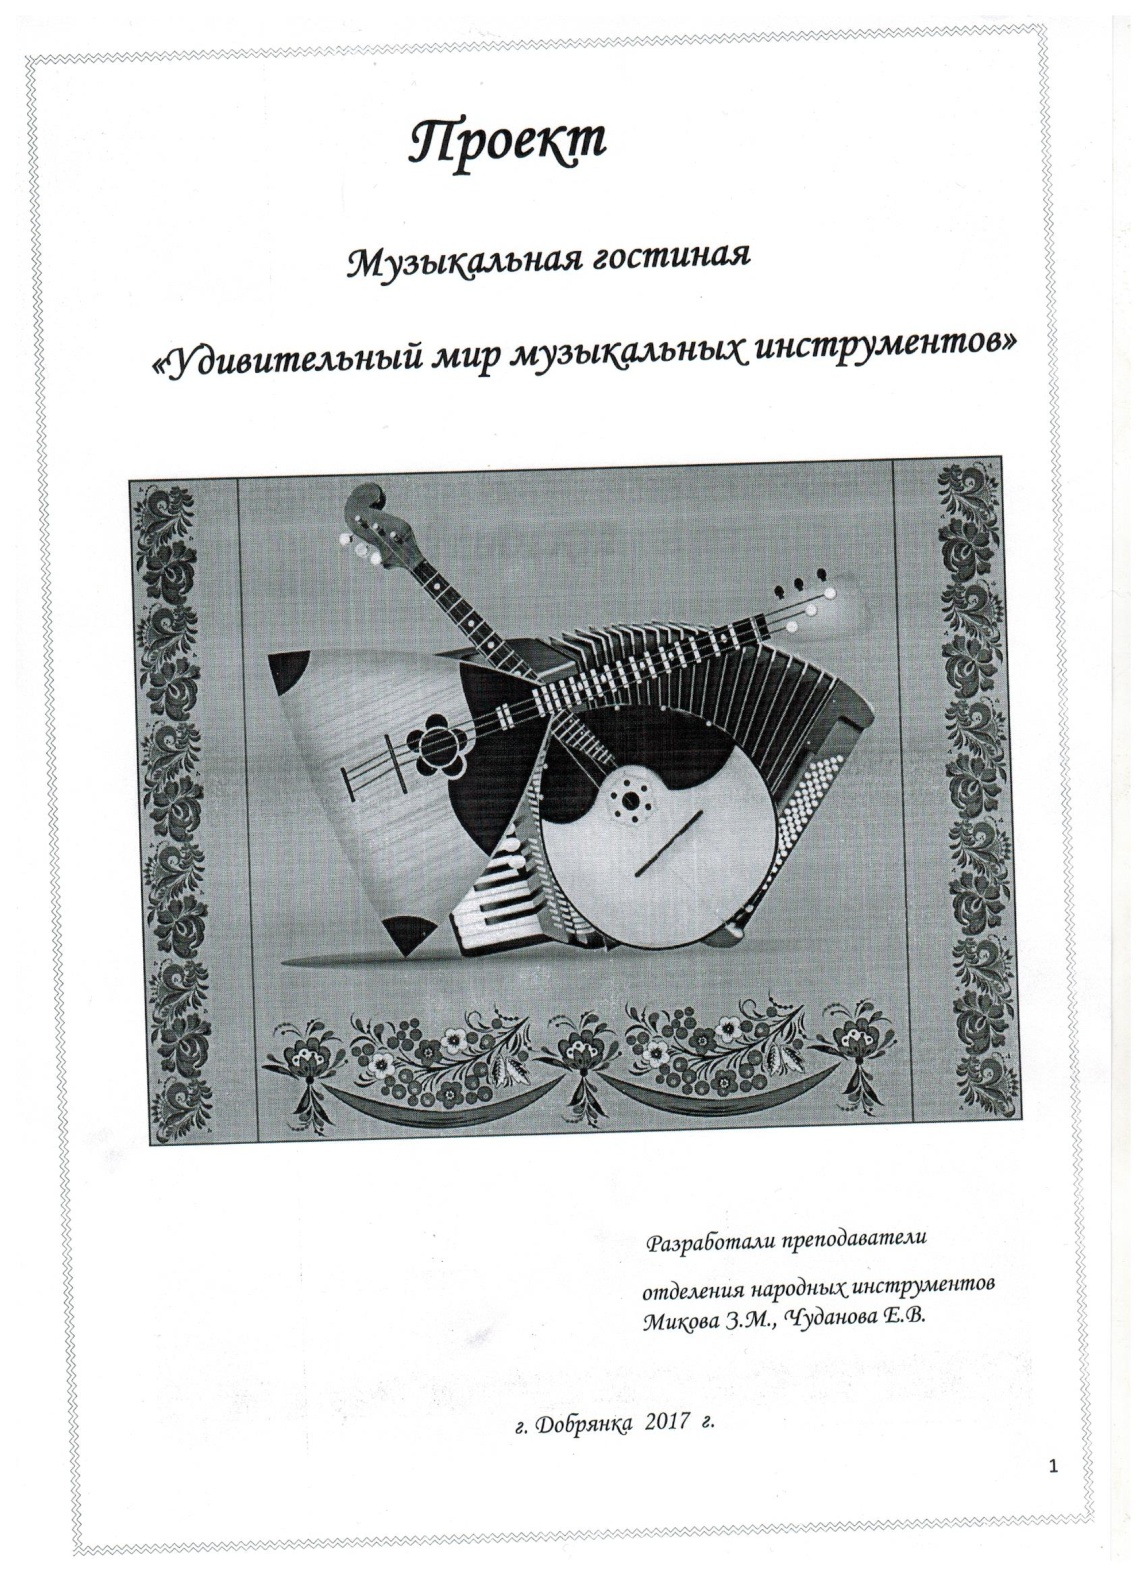 Проект
Музыкальная гостиная
«Удивительный мир музыкальных инструментов»
Разработали преподаватели
отделения народных инструментов
Микова З.М., Чуданова Е.В.
г. Добрянка 2017 г.
1